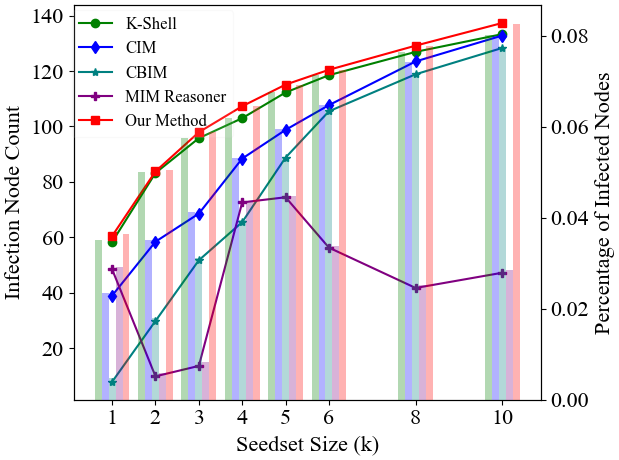 K-Shell
CIM
CBIM
MIM Reasoner
Our Method
Infection Node Count
140
120
100
80
60
40
20
Percentage of Infected Nodes
0.08
0.06
0.04
0.02
0.00
1 2 3 4 5 6 8 10
Seedset Size (k)